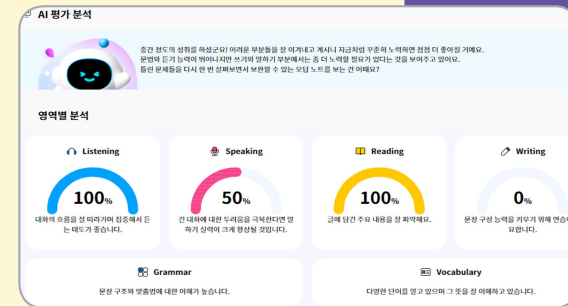 AI 평가 분석
중간 정도의 성취를 하셨군요! 어려운 부분들을 잘 이겨내고 계시니 지금처럼 꾸준히 노력하면 점점 더 좋아질 거예요.
문법와 듣기 능력이 뛰어나지만 쓰기와 말하기 부분에서는 좀 더 노력할 필요가 있다는 것을 보여주고 있어요.
틀린 문제들을 다시 한 번 살펴보면서 보완할 수 있는 오답 노트를 보는 건 어때요?
영역별 분석
Listening
100%
대화의 흐름을 잘 따라가며 집중해서 듣
는 태도가 좋습니다.
Speaking
50%
긴 대화에 대한 두려움을 극복한다면 말
하기 실력이 크게 향상될 것입니다.
Reading
100%
글에 담긴 주요 내용을 잘 파악해요.
Writing
0%
문장 구성 능력을 키우기 위해 연습
요합니다.
Grammar
문장 구조와 맞춤법에 대한 이해가 높습니다.
Vocabulary
다양한 단어를 알고 있으며 그 뜻을 잘 이해하고 있습니다.